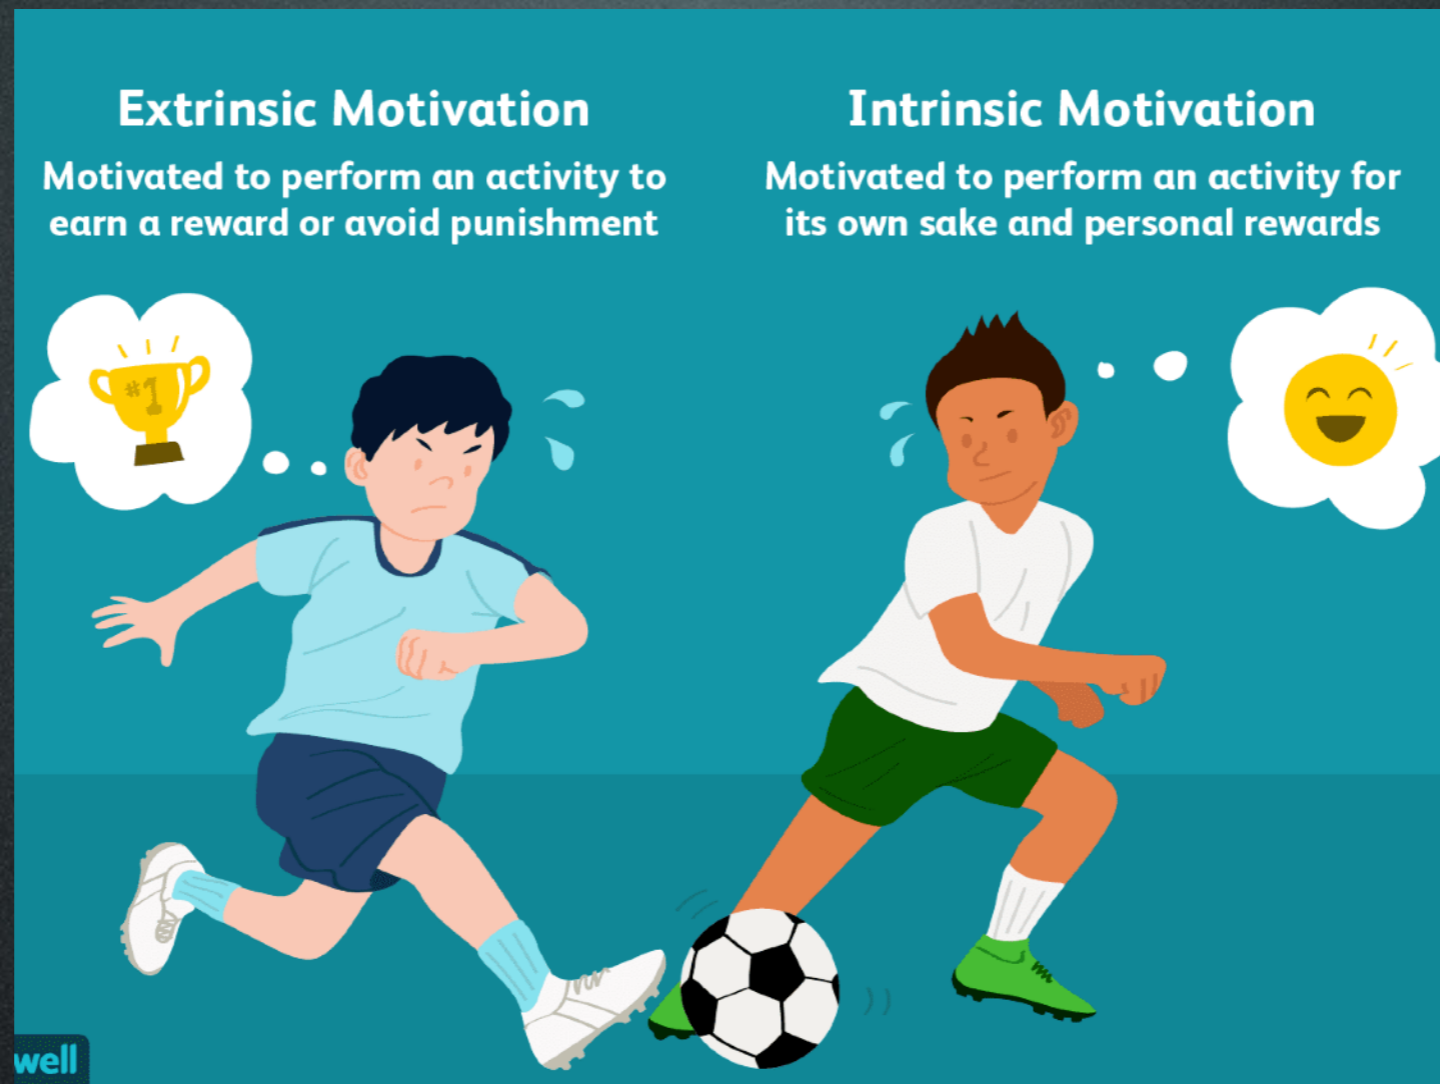 Extrinsic Motivation
Motivated to perform an activity to
earn a reward or avoid punishment
Intrinsic Motivation
Motivated to perform an activity for
its own sake and personal rewards
#1
well